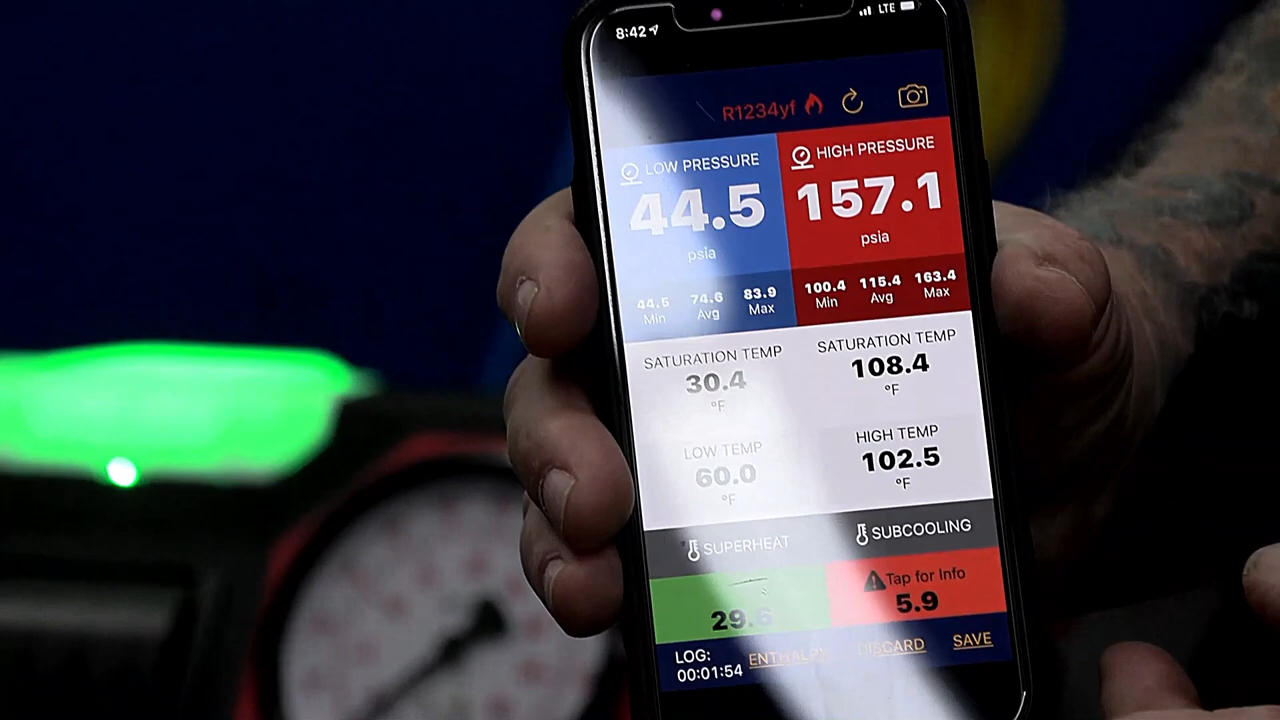 8:42
LTE
R1234yf
LOW PRESSURE
44.5
psia
44.5 74.6 83.9
Min Avg Max
HIGH PRESSURE
157.1
psia
100.4 115.4 163.4
Min Avg Max
SATURATION TEMP
30.4
°F
SATURATION TEMP
108.4
°F
LOW TEMP
60.0
°F
HIGH TEMP
102.5
°F
SUPERHEAT
29.6
SUBCOOLING
Tap for Info
5.9
LOG:
00:01:54
ENTHALPY
DISCARD
SAVE